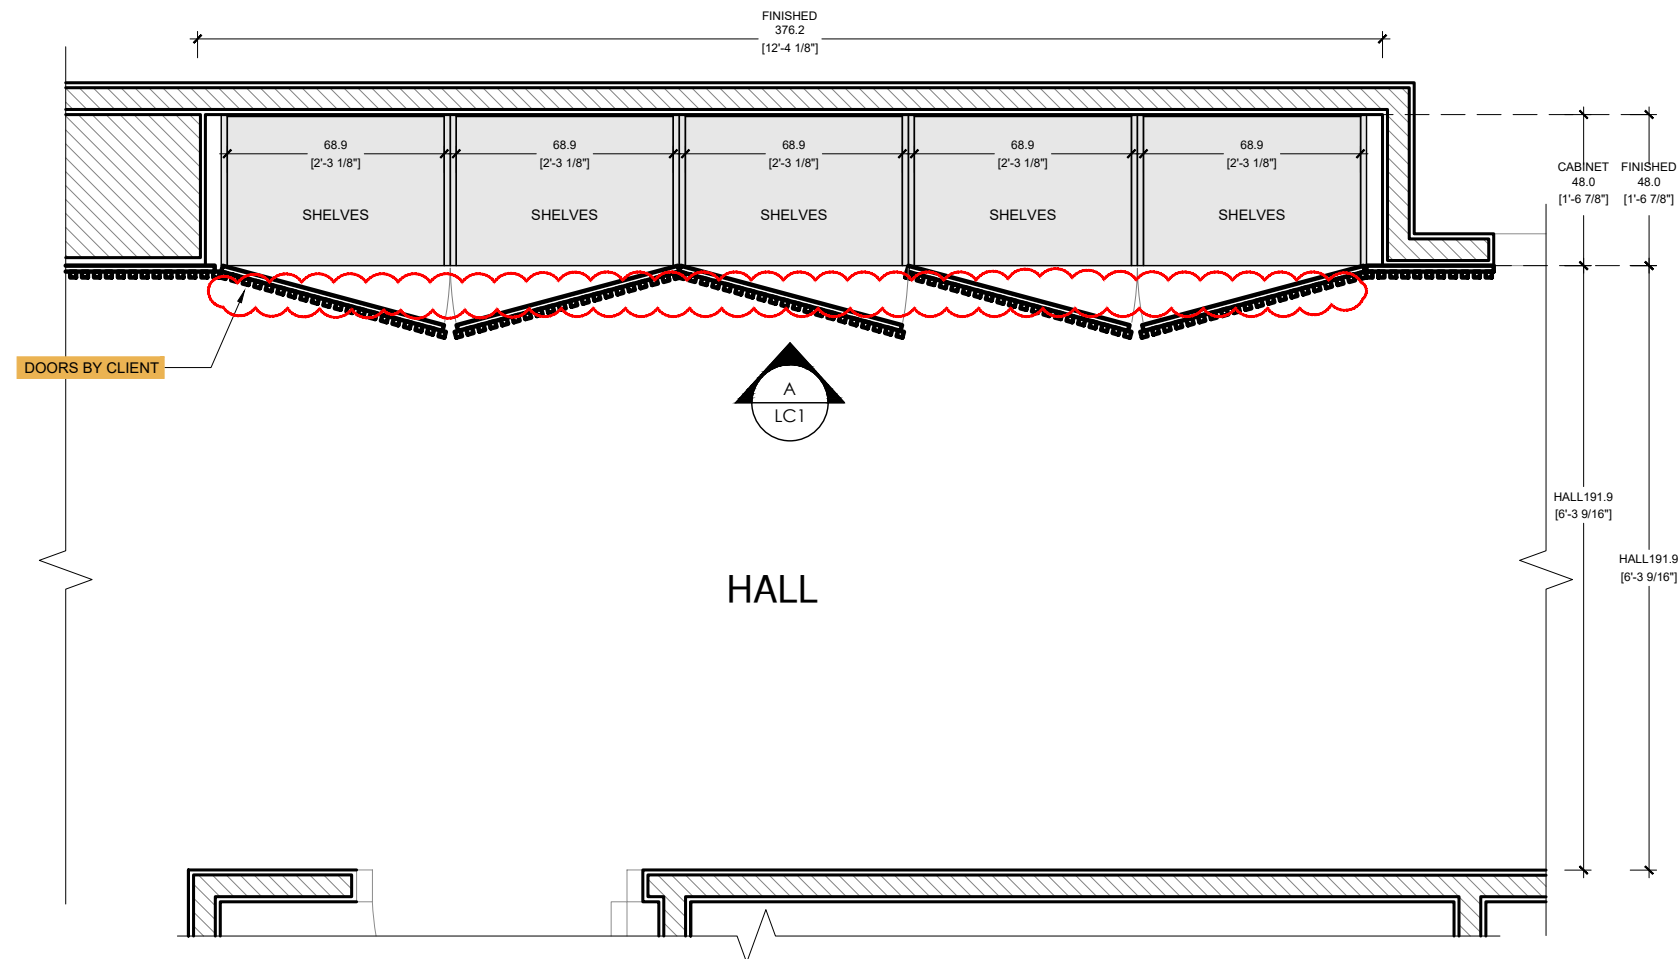 FINISHED
376.2
[12'-4 1/8"]
68.9
[2'-3 1/8"]
SHELVES
68.9
[2'-3 1/8"]
SHELVES
68.9
[2'-3 1/8"]
SHELVES
68.9
[2'-3 1/8"]
SHELVES
68.9
[2'-3 1/8"]
SHELVES
CABINET
48.0
[1'-6 7/8"]
FINISHED
48.0
[1'-6 7/8"]
DOORS BY CLIENT
A
LC1
HALL191.9
[6'-3 9/16"]
HALL191.9
[6'-3 9/16"]
HALL